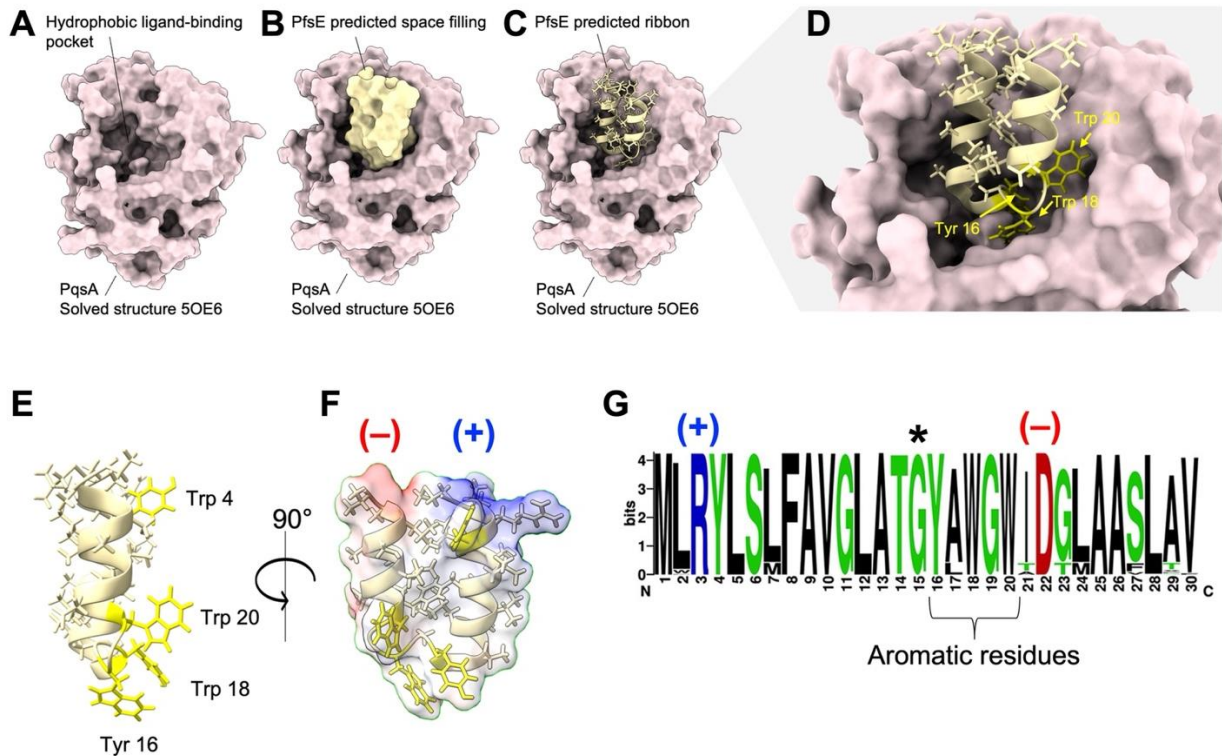 A
Hydrophobic ligand-binding
pocket
PqsA
Solved structure 5OE6
B
PfsE predicted space filling
PqsA
Solved structure 5OE6
C
PfsE predicted ribbon
PqsA
Solved structure 5OE6
D
Trp 20
Trp 18
Tyr 16
E
Trp 4
Trp 20
Trp 18
Tyr 16
90°
F
(–) (+)
G
(+) * (–)
bits
4
3
2
1
0
MLRYLSLFAVGLATGYAWGWIDGLAASLAV
1 2 3 4 5 6 7 8 9 10 11 12 13 14 15 16 17 18 19 20 21 22 23 24 25 26 27 28 29 30
N C
Aromatic residues